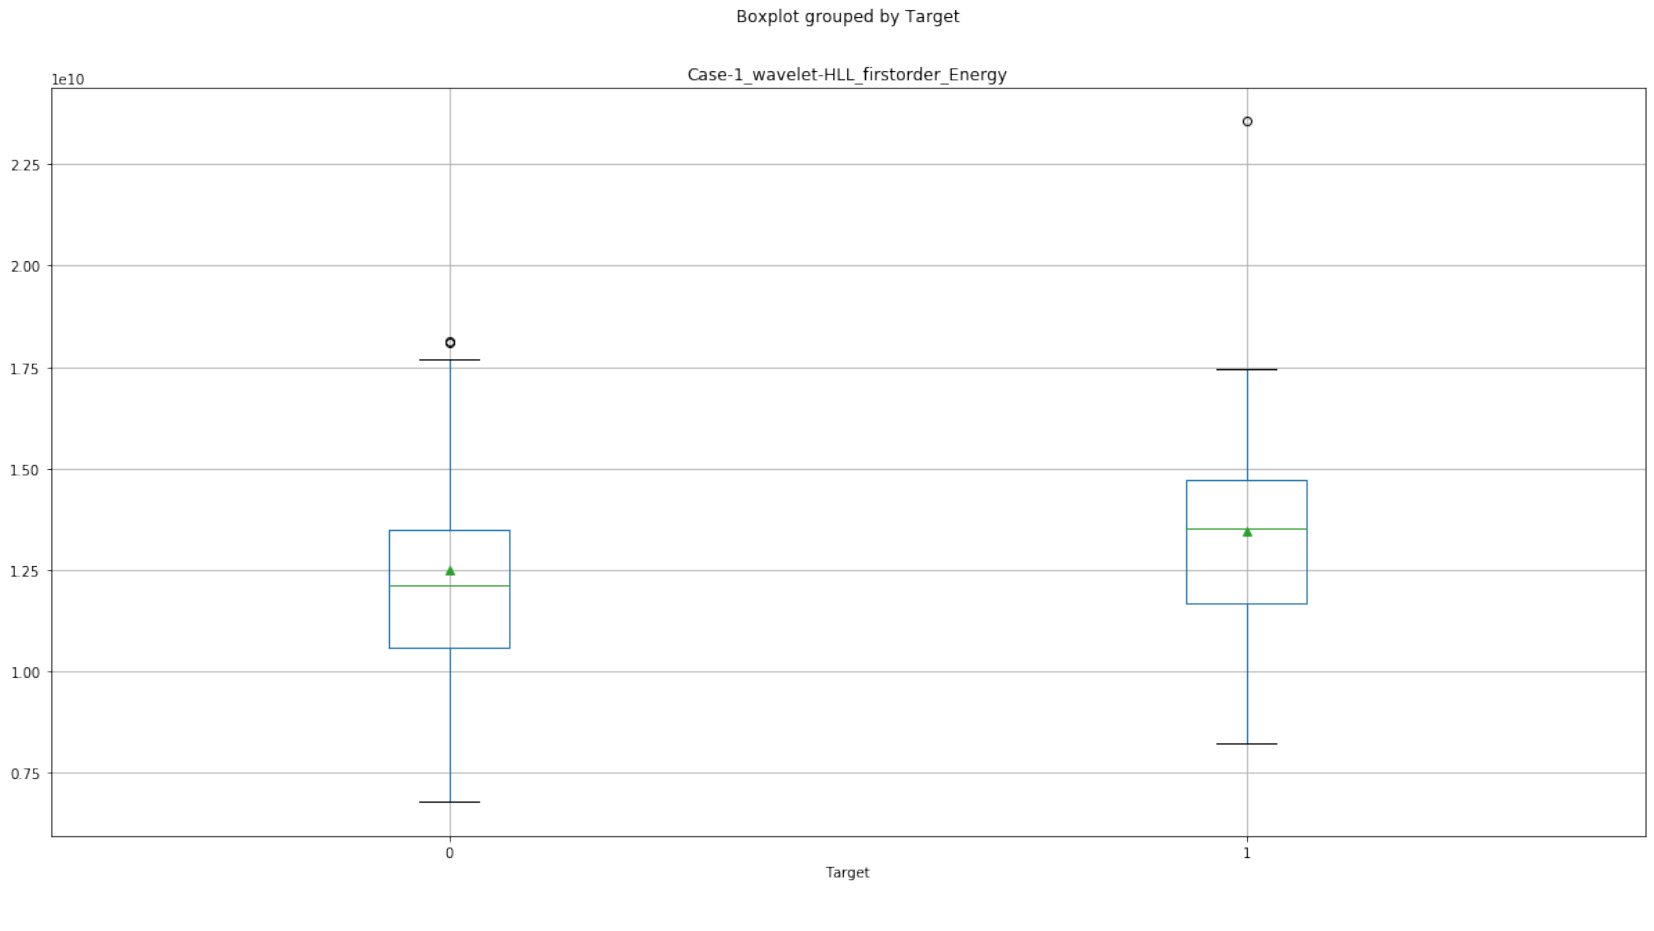 Boxplot grouped by Target
Case-1_wavelet-HLL_firstorder_Energy
1e10
2.25
2.00
1.75
1.50
1.25
1.00
0.75
0 1
Target